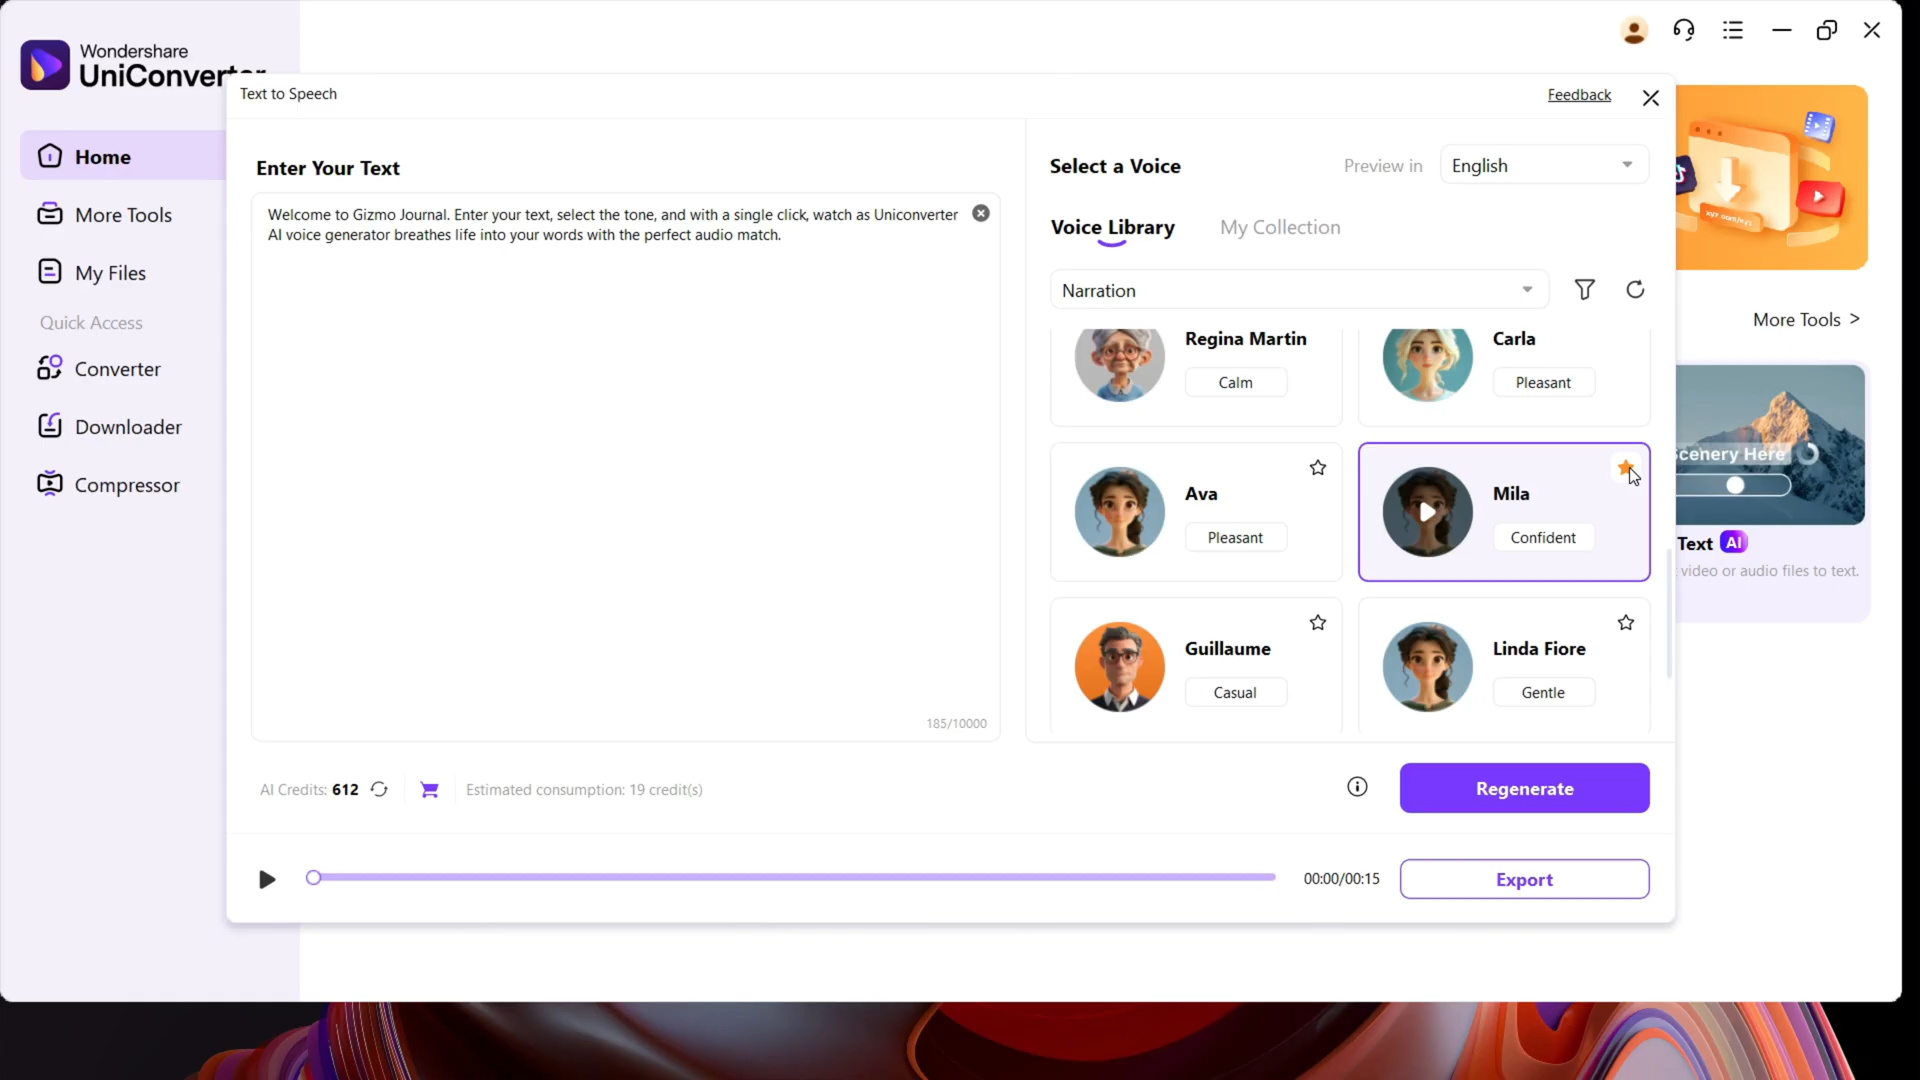 Wondershare
UniConverter
Text to Speech
Feedback
Home
More Tools
My Files
Quick Access
Converter
Downloader
Compressor
Enter Your Text
Welcome to Gizmo Journal. Enter your text, select the tone, and with a single click, watch as Uniconverter
AI voice generator breathes life into your words with the perfect audio match.
185/10000
Select a Voice
Preview in
English
Voice Library
My Collection
Narration
Regina Martin
Calm
Carla
Pleasant
Ava
Pleasant
Mila
Confident
Guillaume
Casual
Linda Fiore
Gentle
AI Credits: 612
Estimated consumption: 19 credit(s)
Regenerate
00:00/00:15
Export
More Tools >
Scenery Here
Text AI
video or audio files to text.